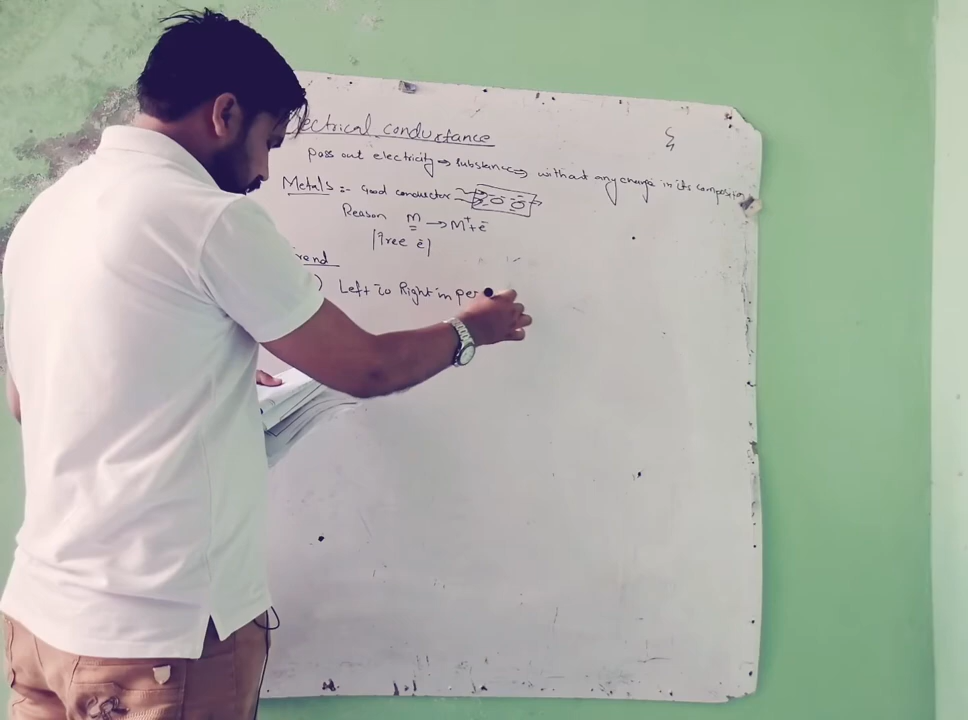 lectrical conductance
Pass out electricity → substances → without any change in its composition
Metals :- Good conductor
Reason M → M⁺ + ē
[Free ē]
rend
) Left to Right in per